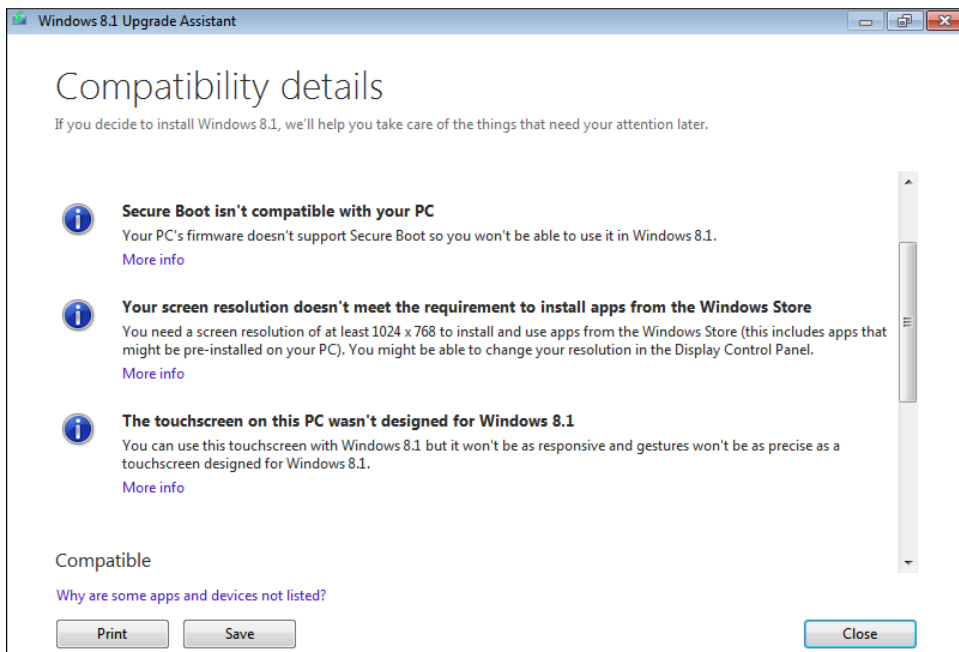 Windows 8.1 Upgrade Assistant
Compatibility details
If you decide to install Windows 8.1, we'll help you take care of the things that need your attention later.
Secure Boot isn't compatible with your PC
Your PC's firmware doesn't support Secure Boot so you won't be able to use it in Windows 8.1.
More info
Your screen resolution doesn't meet the requirement to install apps from the Windows Store
You need a screen resolution of at least 1024 x 768 to install and use apps from the Windows Store (this includes apps that
might be pre-installed on your PC). You might be able to change your resolution in the Display Control Panel.
More info
The touchscreen on this PC wasn't designed for Windows 8.1
You can use this touchscreen with Windows 8.1 but it won't be as responsive and gestures won't be as precise as a
touchscreen designed for Windows 8.1.
More info
Compatible
Why are some apps and devices not listed?
Print
Save
Close